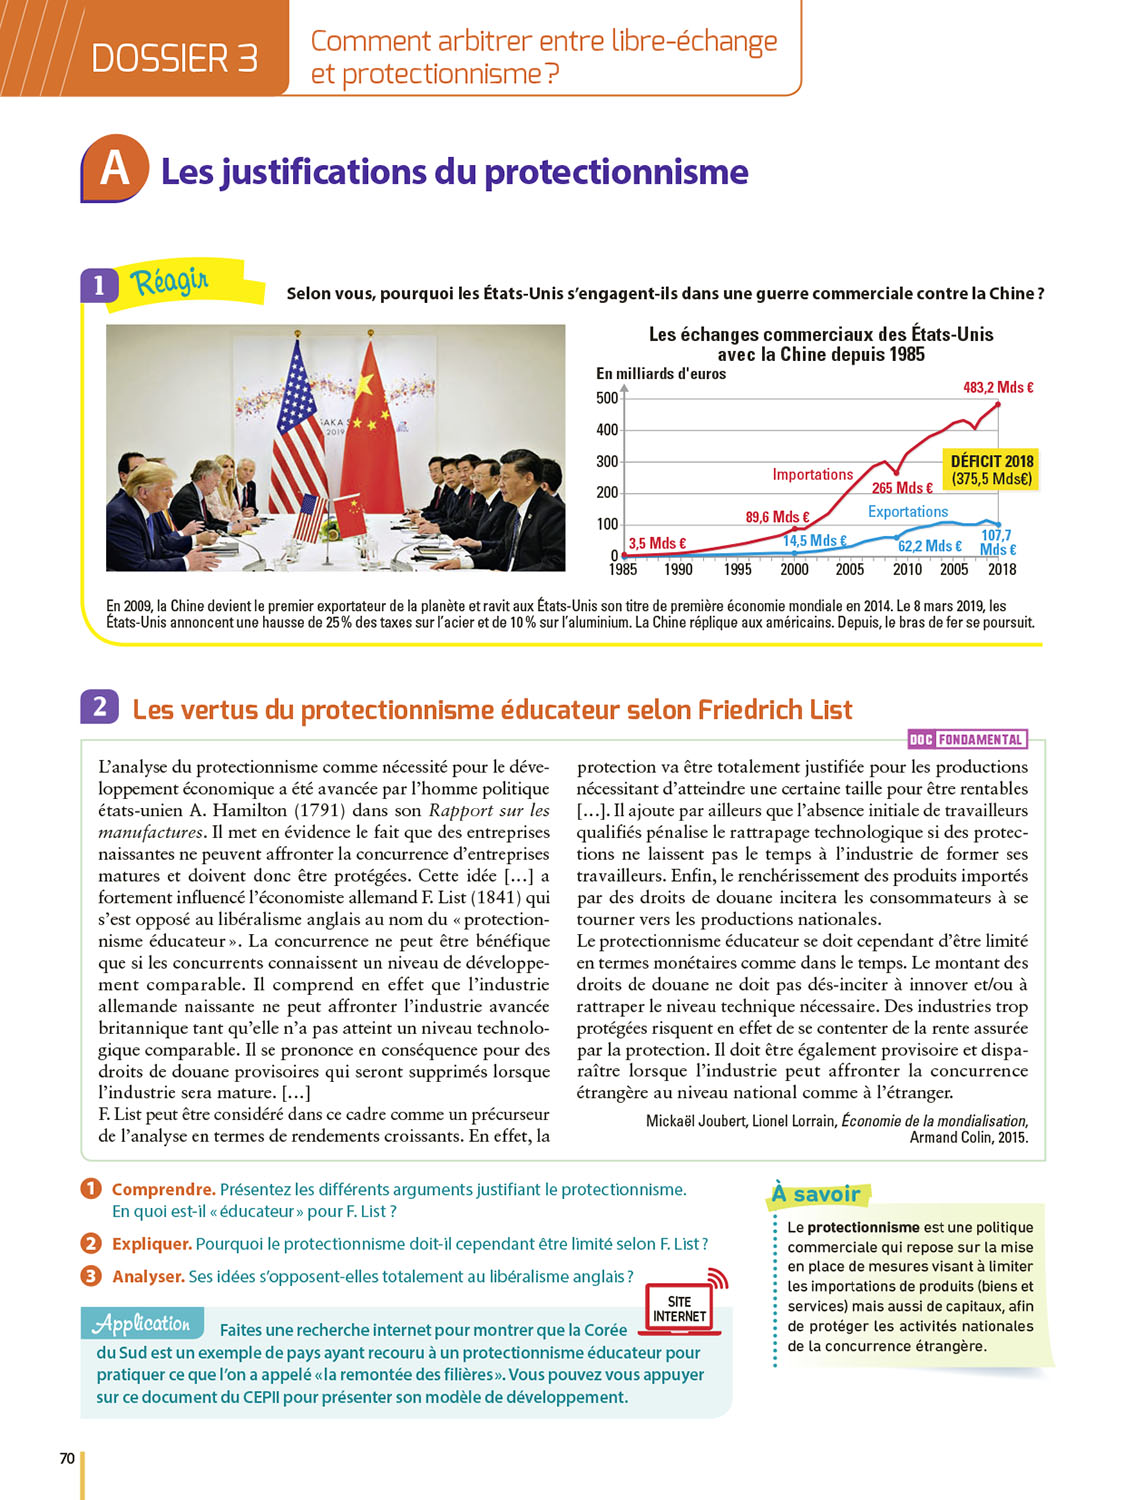 DOSSIER 3
Comment arbitrer entre libre-échange
et protectionnisme ?
A
Les justifications du protectionnisme
1
Réagir
Selon vous, pourquoi les États-Unis s'engagent-ils dans une guerre commerciale contre la Chine ?
2019
Les échanges commerciaux des États-Unis
avec la Chine depuis 1985
En milliards d'euros
500
400
300
200
100
0
483,2 Mds €
DÉFICIT 2018
(375,5 Mds€)
Importations
265 Mds €
Exportations
89,6 Mds €
3,5 Mds €
14,5 Mds €
62,2 Mds €
107,7
Mds €
1985 1990 1995 2000 2005 2010 2005 2018
En 2009, la Chine devient le premier exportateur de la planète et ravit aux États-Unis son titre de première économie mondiale en 2014. Le 8 mars 2019, les
États-Unis annoncent une hausse de 25 % des taxes sur l'acier et de 10 % sur l'aluminium. La Chine réplique aux américains. Depuis, le bras de fer se poursuit.
2
Les vertus du protectionnisme éducateur selon Friedrich List
DOC FONDAMENTAL
L'analyse du protectionnisme comme nécessité pour le déve-
loppement économique a été avancée par l'homme politique
états-unien A. Hamilton (1791) dans son Rapport sur les
manufactures. Il met en évidence le fait que des entreprises
naissantes ne peuvent affronter la concurrence d'entreprises
matures et doivent donc être protégées. Cette idée [...] a
fortement influencé l'économiste allemand F. List (1841) qui
s'est opposé au libéralisme anglais au nom du « protection-
nisme éducateur ». La concurrence ne peut être bénéfique
que si les concurrents connaissent un niveau de développe-
ment comparable. Il comprend en effet que l'industrie
allemande naissante ne peut affronter l'industrie avancée
britannique tant qu'elle n'a pas atteint un niveau technolo-
gique comparable. Il se prononce en conséquence pour des
droits de douane provisoires qui seront supprimés lorsque
l'industrie sera mature. [...]
F. List peut être considéré dans ce cadre comme un précurseur
de l'analyse en termes de rendements croissants. En effet, la
protection va être totalement justifiée pour les productions
nécessitant d'atteindre une certaine taille pour être rentables
[...]. Il ajoute par ailleurs que l'absence initiale de travailleurs
qualifiés pénalise le rattrapage technologique si des protec-
tions ne laissent pas le temps à l'industrie de former ses
travailleurs. Enfin, le renchérissement des produits importés
par des droits de douane incitera les consommateurs à se
tourner vers les productions nationales.
Le protectionnisme éducateur se doit cependant d'être limité
en termes monétaires comme dans le temps. Le montant des
droits de douane ne doit pas dés-inciter à innover et/ou à
rattraper le niveau technique nécessaire. Des industries trop
protégées risquent en effet de se contenter de la rente assurée
par la protection. Il doit être également provisoire et dispa-
raître lorsque l'industrie peut affronter la concurrence
étrangère au niveau national comme à l'étranger.
Mickaël Joubert, Lionel Lorrain, Économie de la mondialisation,
Armand Colin, 2015.
1 Comprendre. Présentez les différents arguments justifiant le protectionnisme.
En quoi est-il « éducateur » pour F. List ?
2 Expliquer. Pourquoi le protectionnisme doit-il cependant être limité selon F. List ?
3 Analyser. Ses idées s'opposent-elles totalement au libéralisme anglais ?
SITE
INTERNET
Application
Faites une recherche internet pour montrer que la Corée
du Sud est un exemple de pays ayant recouru à un protectionnisme éducateur pour
pratiquer ce que l'on a appelé « la remontée des filières ». Vous pouvez vous appuyer
sur ce document du CEPII pour présenter son modèle de développement.
À savoir
Le protectionnisme est une politique
commerciale qui repose sur la mise
en place de mesures visant à limiter
les importations de produits (biens et
services) mais aussi de capitaux, afin
de protéger les activités nationales
de la concurrence étrangère.
70